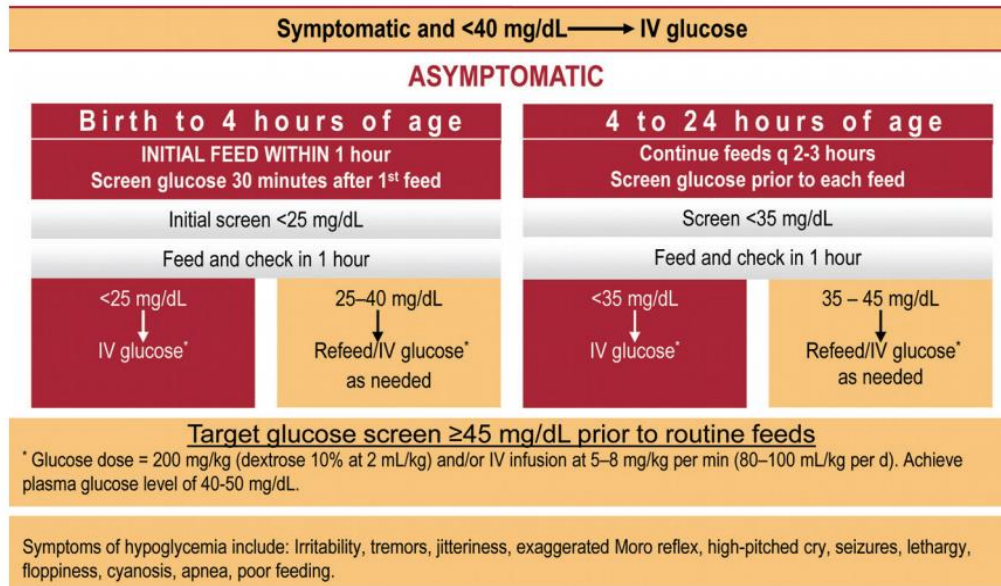 Symptomatic and <40 mg/dL⟶ IV glucose
ASYMPTOMATIC
Birth to 4 hours of age
INITIAL FEED WITHIN 1 hour
Screen glucose 30 minutes after 1st feed
Initial screen <25 mg/dL
Feed and check in 1 hour
<25 mg/dL
IV glucose*
25–40 mg/dL
Refeed/IV glucose*
as needed
4 to 24 hours of age
Continue feeds q 2-3 hours
Screen glucose prior to each feed
Screen <35 mg/dL
Feed and check in 1 hour
<35 mg/dL
IV glucose*
35 – 45 mg/dL
Refeed/IV glucose*
as needed
Target glucose screen ≥45 mg/dL prior to routine feeds
* Glucose dose = 200 mg/kg (dextrose 10% at 2 mL/kg) and/or IV infusion at 5–8 mg/kg per min (80–100 mL/kg per d). Achieve
plasma glucose level of 40-50 mg/dL.
Symptoms of hypoglycemia include: Irritability, tremors, jitteriness, exaggerated Moro reflex, high-pitched cry, seizures, lethargy,
floppiness, cyanosis, apnea, poor feeding.